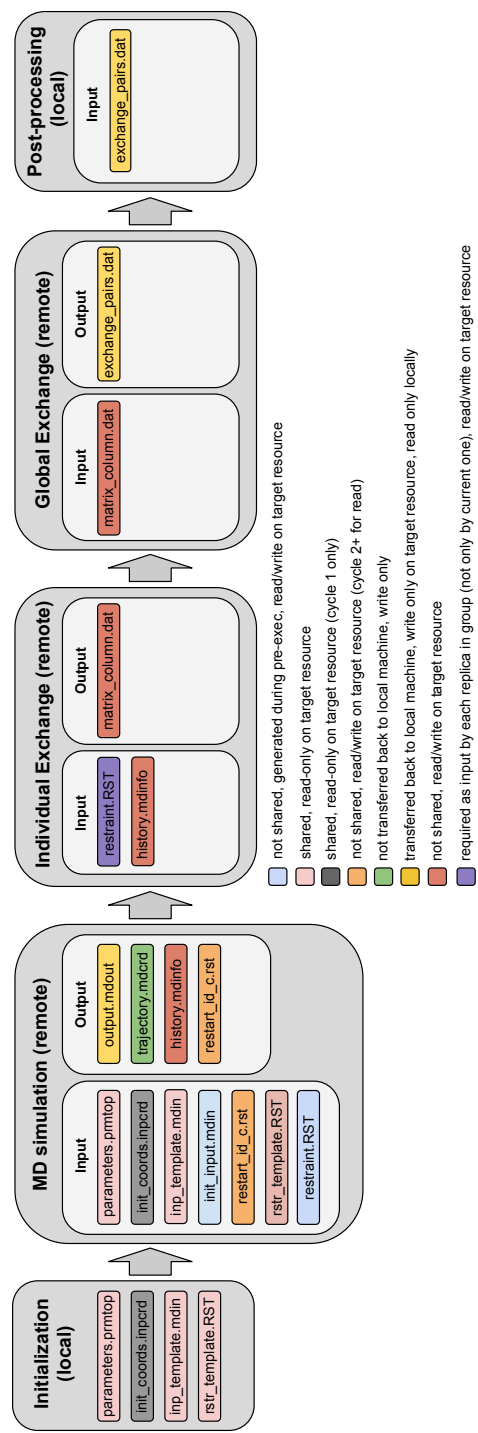 Initialization
(local)
parameters.prmtop
init_coords.inpcrd
inp_template.mdin
rstr_template.RST
MD simulation (remote)
Input
parameters.prmtop
init_coords.inpcrd
inp_template.mdin
init_input.mdin
restart_id_c.rst
rstr_template.RST
restraint.RST
Output
output.mdout
trajectory.mdcrd
history.mdinfo
restart_id_c.rst
Individual Exchange (remote)
Input
restraint.RST
history.mdinfo
Output
matrix_column.dat
Global Exchange (remote)
Input
matrix_column.dat
Output
exchange_pairs.dat
Post-processing
(local)
Input
exchange_pairs.dat
not shared, generated during pre-exec, read/write on target resource
shared, read-only on target resource
shared, read-only on target resource (cycle 1 only)
not shared, read/write on target resource (cycle 2+ for read)
not transferred back to local machine, write only
transferred back to local machine, write only on target resource, read only locally
not shared, read/write on target resource
required as input by each replica in group (not only by current one), read/write on target resource